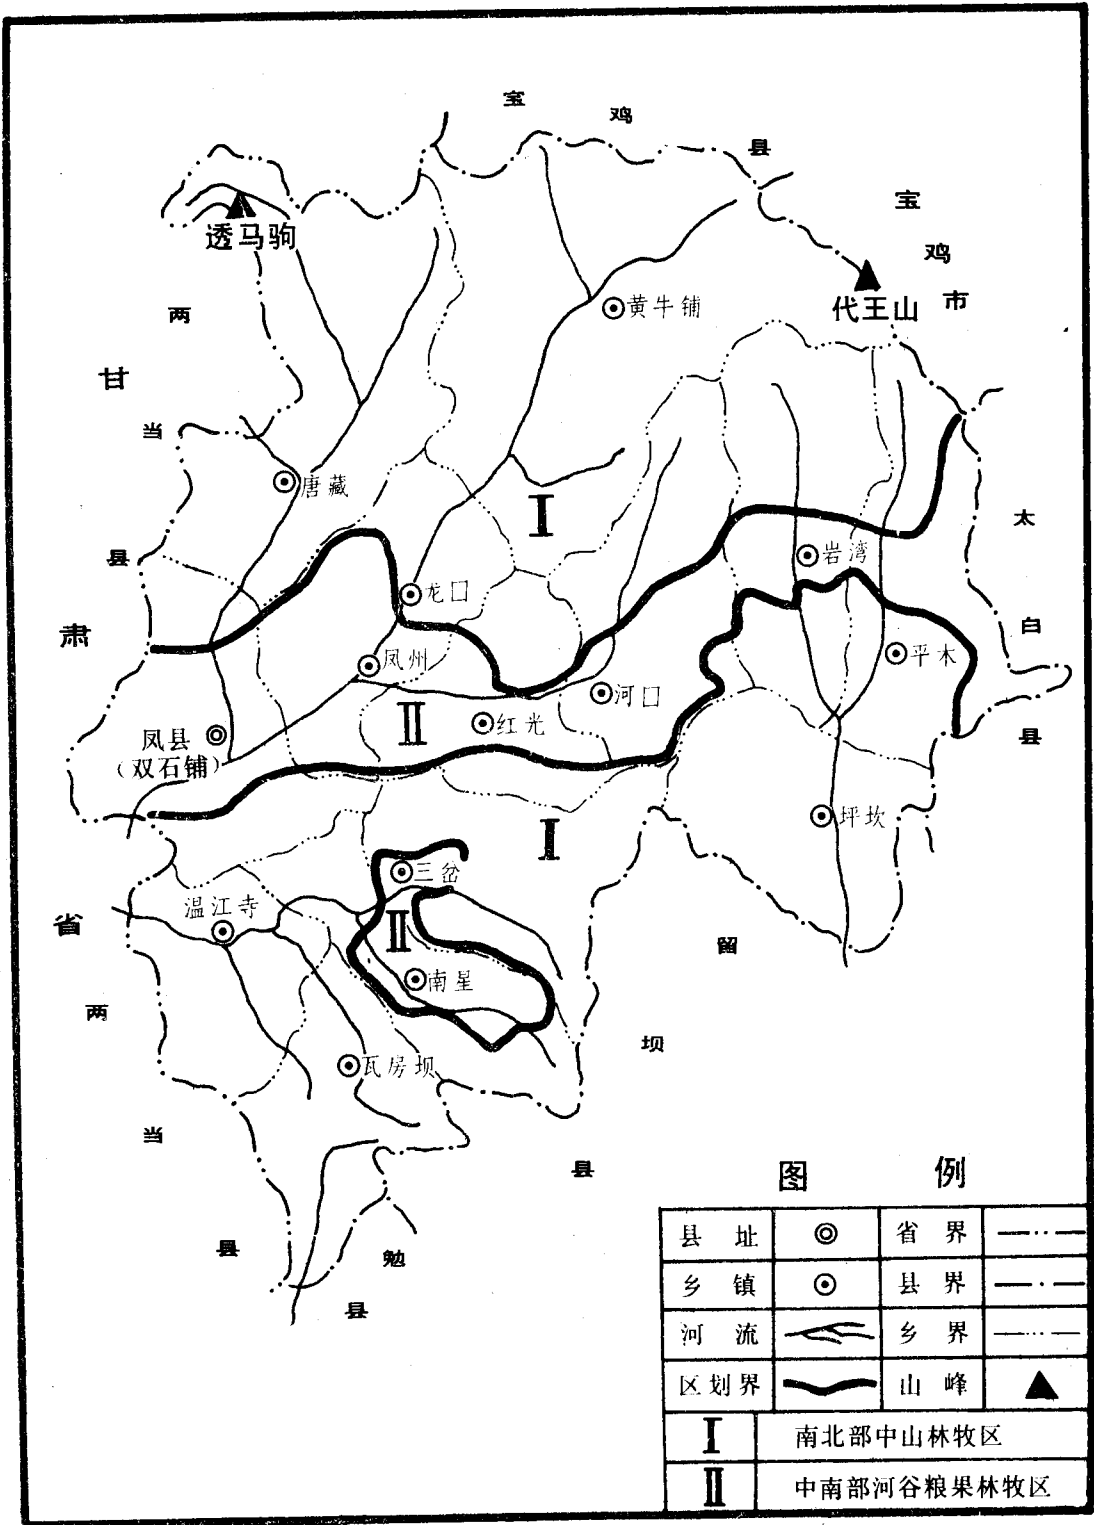 宝鸡县
宝鸡市
透马驹
代王山
两当县
甘肃省
黄牛铺
唐藏
太白县
I
岩湾
龙口
凤州
平木
河口
II
红光
凤县
（双石铺）
坪坎
I
三岔
温江寺
II
南星
留坝县
两当县
瓦房坝
勉县
图例
县址 省界
乡镇 县界
河流 乡界
区划界 山峰
I 南北部中山林牧区
II 中南部河谷粮果林牧区